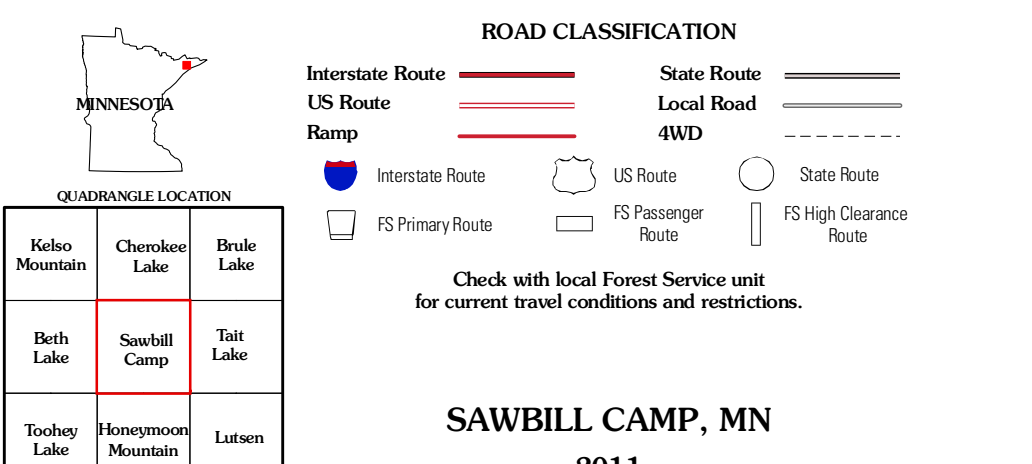 MINNESOTA
QUADRANGLE LOCATION
Kelso
Mountain
Cherokee
Lake
Brule
Lake
Beth
Lake
Sawbill
Camp
Tait
Lake
Toohey
Lake
Honeymoon
Mountain
Lutsen
ROAD CLASSIFICATION
Interstate Route
State Route
US Route
Local Road
Ramp
4WD
Interstate Route
US Route
State Route
FS Primary Route
FS Passenger
Route
FS High Clearance
Route
Check with local Forest Service unit
for current travel conditions and restrictions.
SAWBILL CAMP, MN
2011